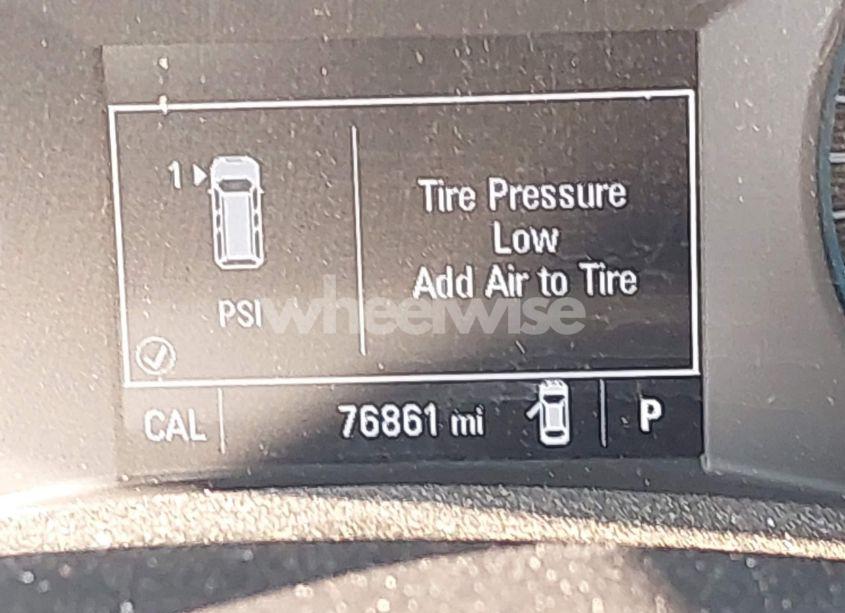 1
Tire Pressure
Low
Add Air to Tire
PSI
wheelwise
CAL
76861 mi
P